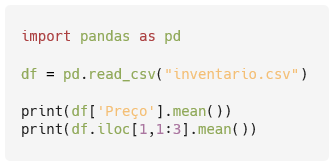 import pandas as pd
df = pd.read_csv("inventario.csv")
print(df['Preço'].mean())
print(df.iloc[1,1:3].mean())